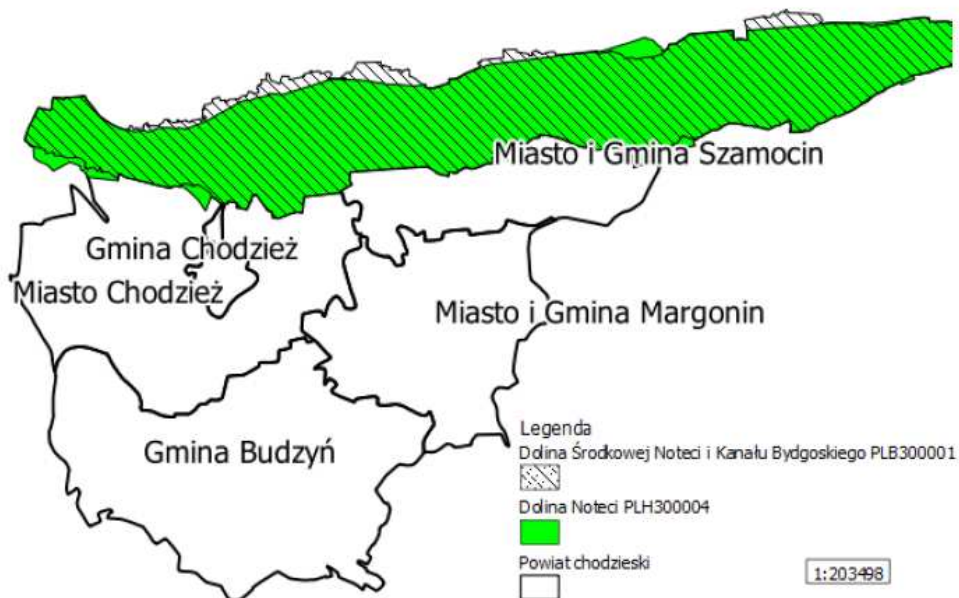 Miasto i Gmina Szamocin
Gmina Chodzież
Miasto Chodzież
Miasto i Gmina Margonin
Gmina Budzyń
Legenda
Dolina Środkowej Noteci i Kanału Bydgoskiego PLB300001
Dolina Noteci PLH300004
Powiat chodzieski
1:203498